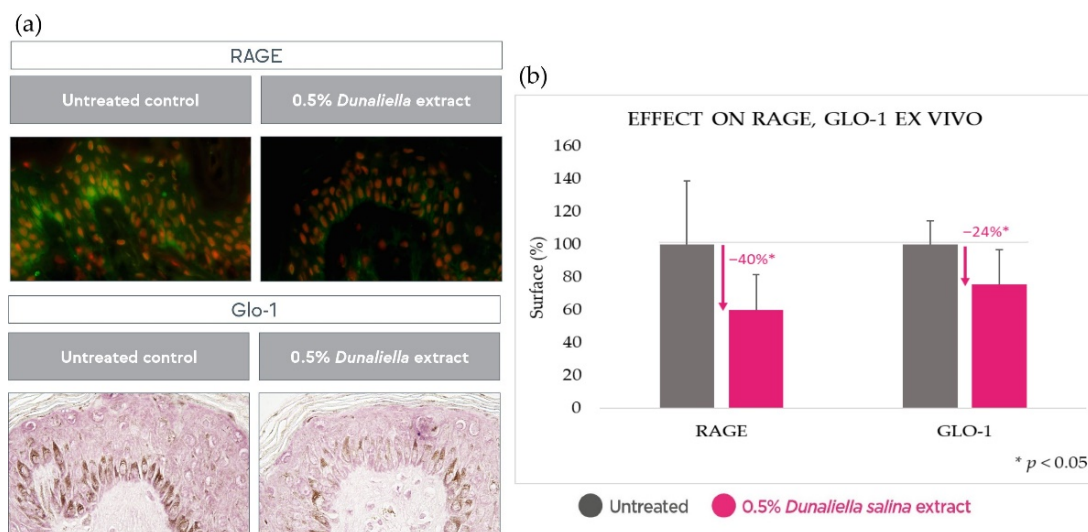 (a)
RAGE
Untreated control
0.5% Dunaliella extract
Glo-1
Untreated control
0.5% Dunaliella extract
(b)
EFFECT ON RAGE, GLO-1 EX VIVO
Surface (%)
160
140
120
100
80
60
40
20
0
−40%*
−24%*
RAGE
GLO-1
* p < 0.05
Untreated
0.5% Dunaliella salina extract